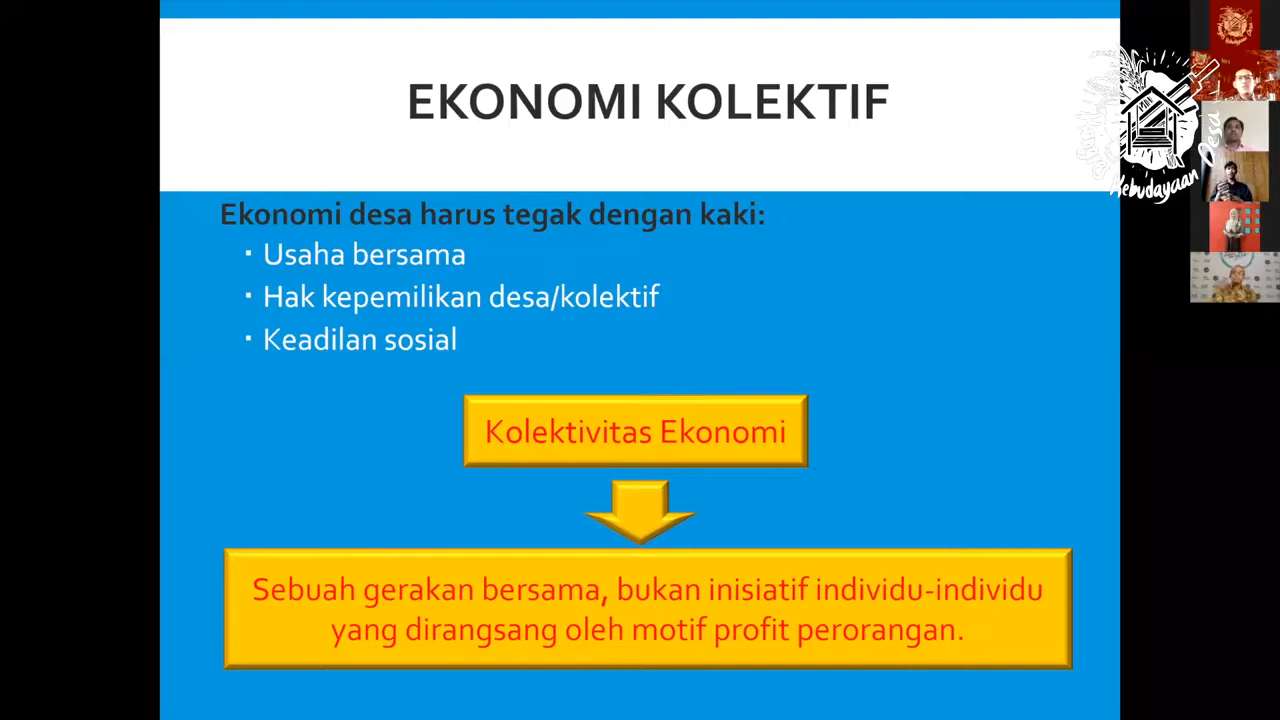 EKONOMI KOLEKTIF
Ekonomi desa harus tegak dengan kaki:
▪ Usaha bersama
▪ Hak kepemilikan desa/kolektif
▪ Keadilan sosial
Kolektivitas Ekonomi
Sebuah gerakan bersama, bukan inisiatif individu-individu
yang dirangsang oleh motif profit perorangan.
Kebudayaan Desa